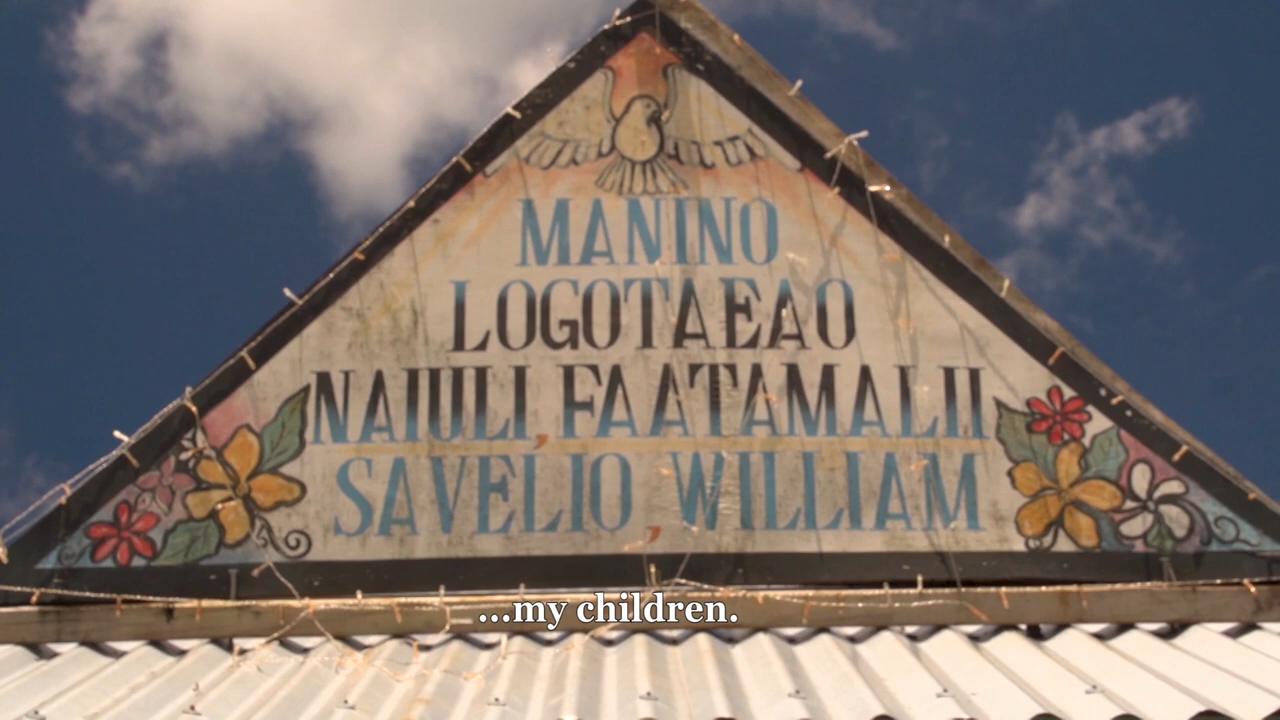 MANINO
LOGOTAEAO
NAIULI, FAATAMALII
SAVELIO, WILLIAM
...my children.